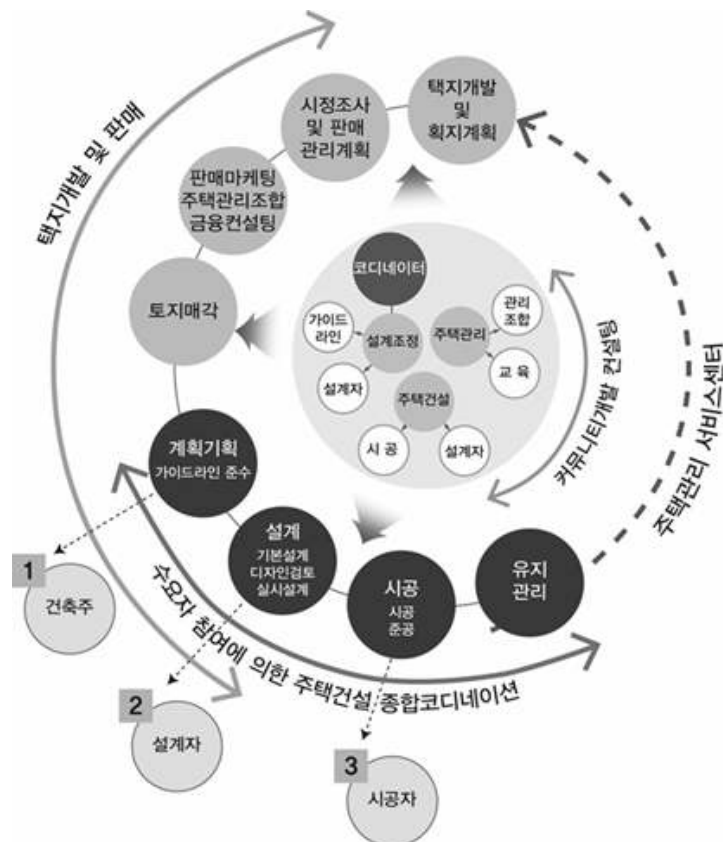 택지개발
및
획지계획
시정조사
및 판매
관리계획
판매마케팅
주택관리조합
금융컨설팅
토지매각
택지개발 및 판매
코디네이터
가이드
라인
설계조정
설계자
주택관리
관리
조합
교 육
주택건설
시 공
설계자
커뮤니티개발 컨설팅
주택관리 서비스센터
계획기획
가이드라인 준수
설계
기본설계
디자인검토
실시설계
시공
시공
준공
유지
관리
수요자 참여에 의한 주택건설 종합코디네이션
1
건축주
2
설계자
3
시공자